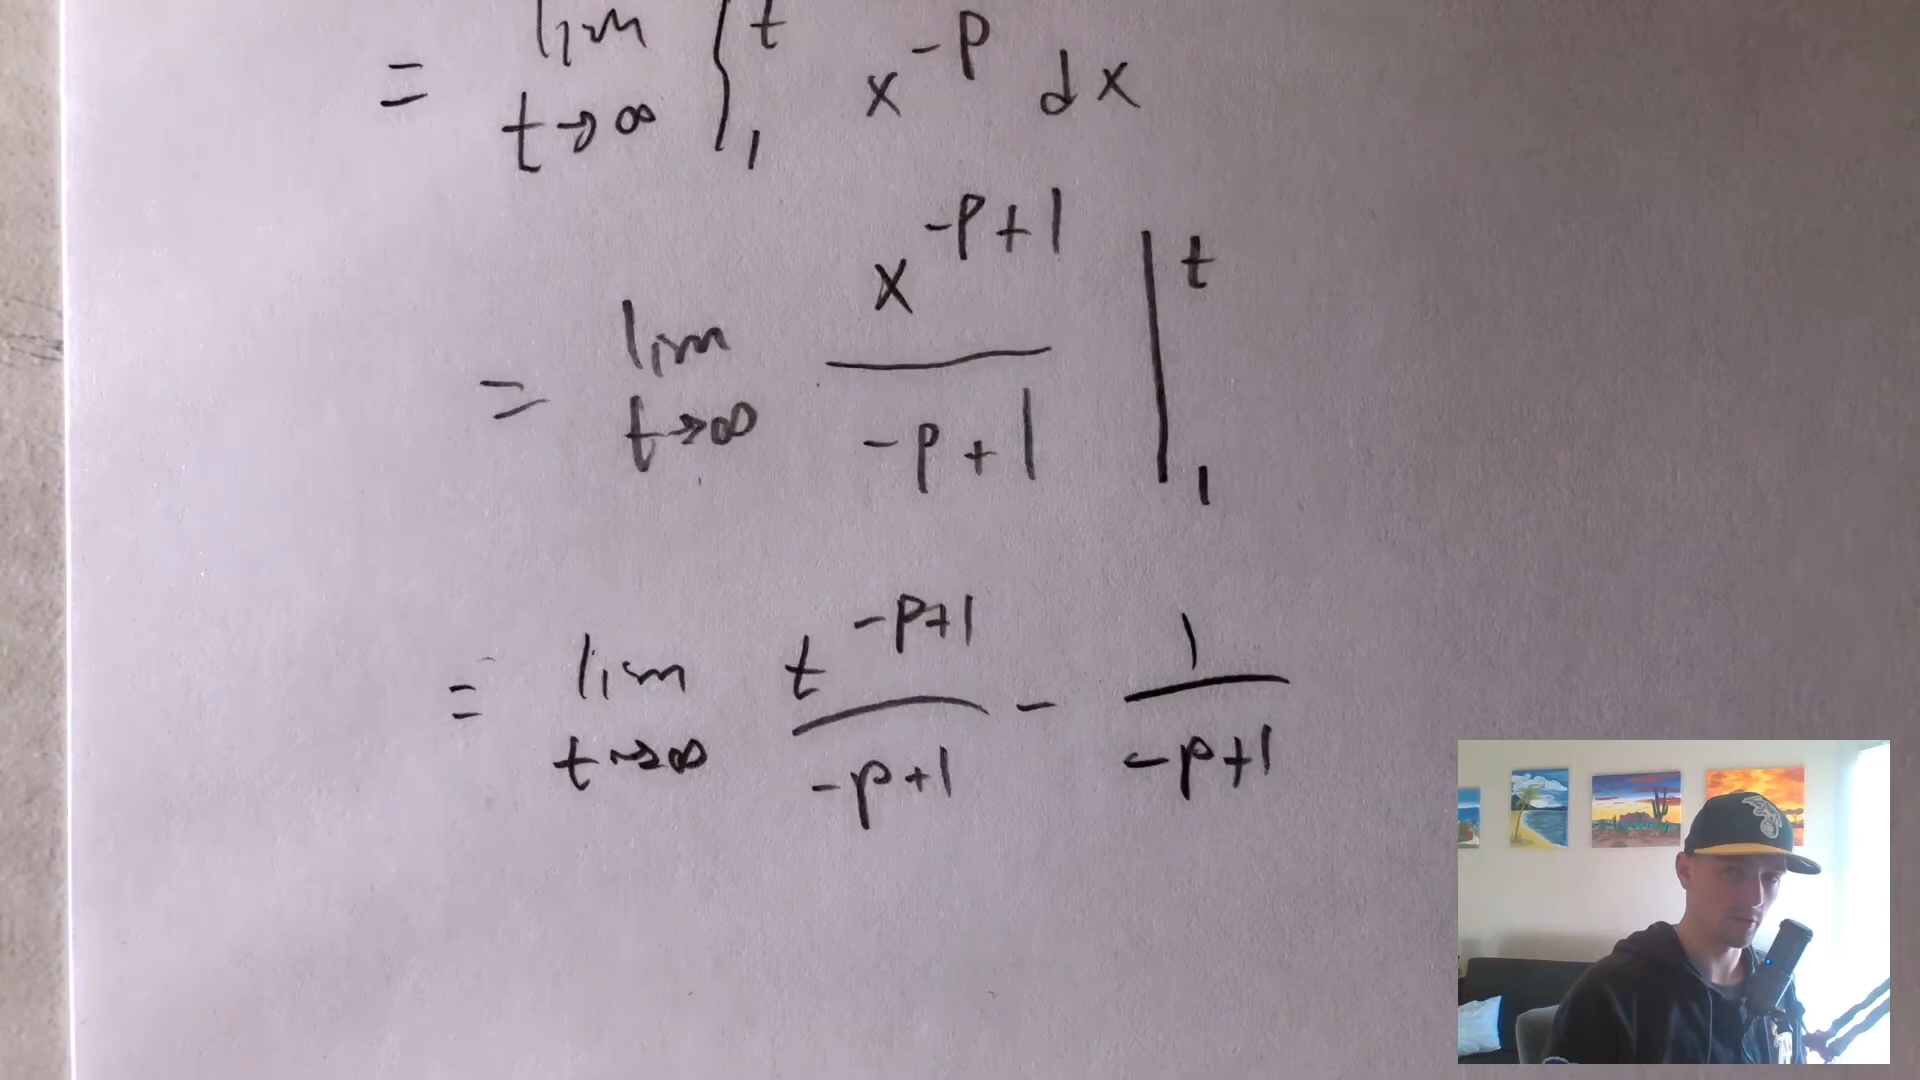 = lim t→∞ ∫₁ᵗ x^{-p} dx
= lim t→∞ x^{-p+1} / -p+1 |₁ᵗ
= lim t→∞ t^{-p+1} / -p+1 - 1 / -p+1